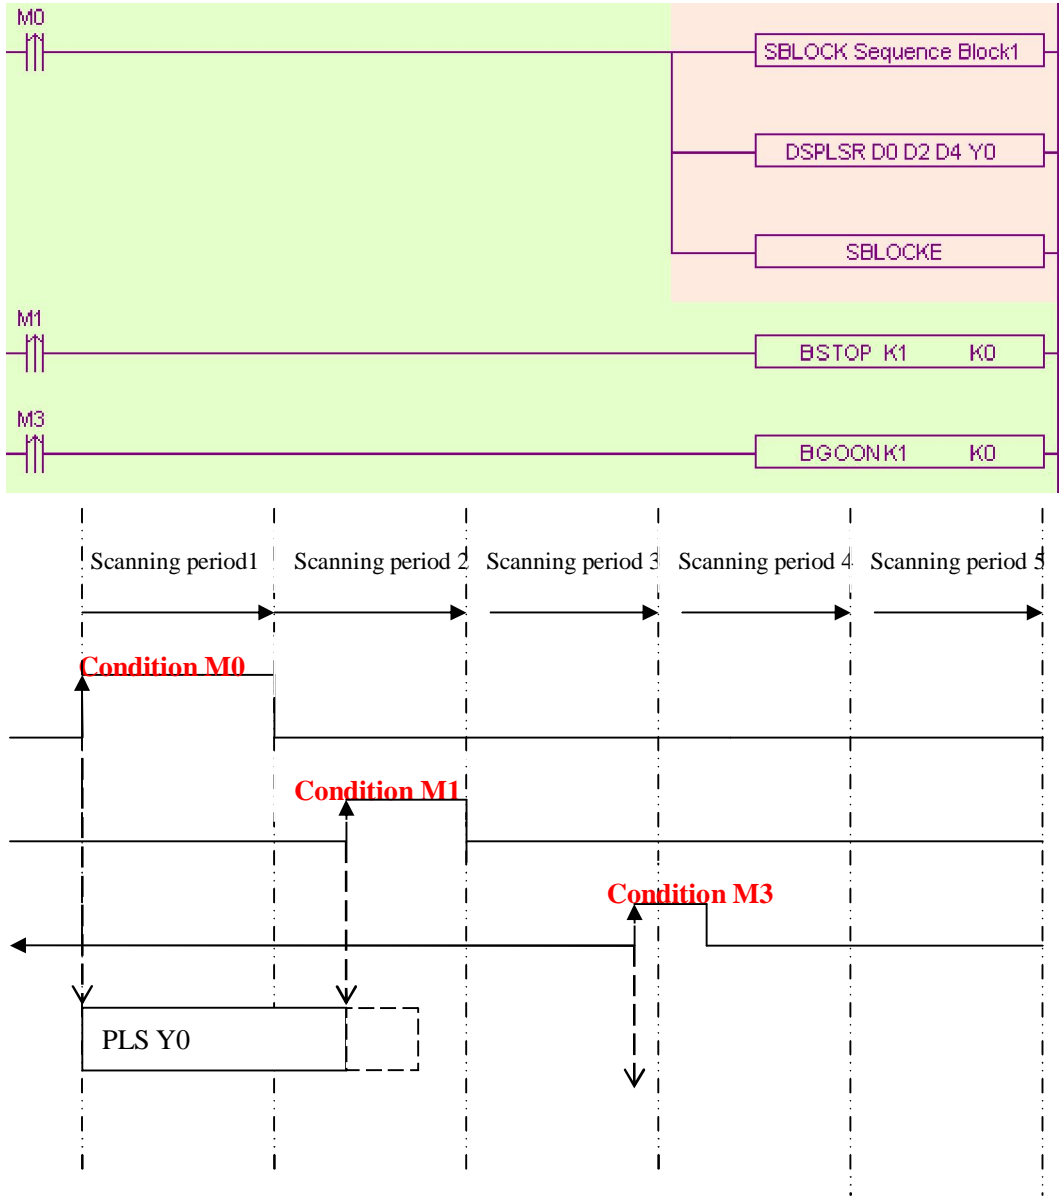 M0
SBLOCK Sequence Block1
DSPLSR D0 D2 D4 Y0
SBLOCKE
M1
BSTOP K1 K0
M3
BGOON K1 K0
Scanning period1 Scanning period 2 Scanning period 3 Scanning period 4 Scanning period 5
Condition M0
Condition M1
Condition M3
PLS Y0